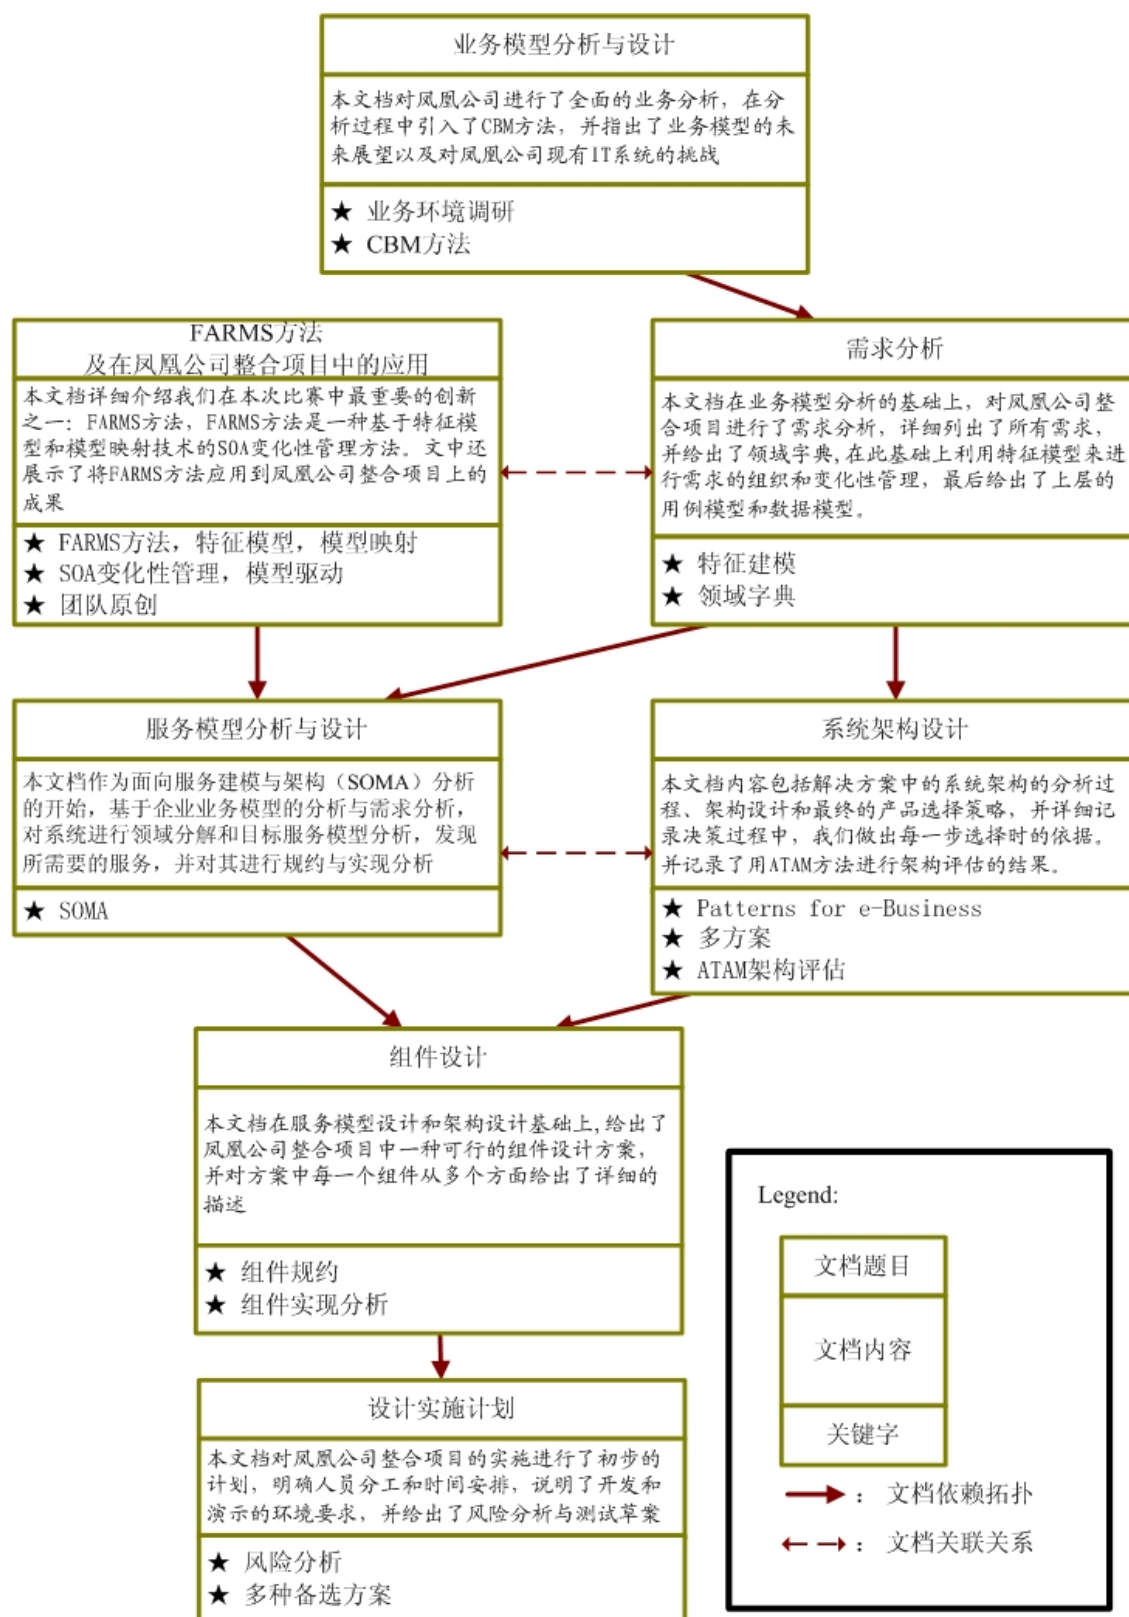 业务模型分析与设计
本文档对凤凰公司进行了全面的业务分析，在分
析过程中引入了CBM方法，并指出了业务模型的未
来展望以及对凤凰公司现有IT系统的挑战
★ 业务环境调研
★ CBM方法
FARMS方法
及在凤凰公司整合项目中的应用
本文档详细介绍我们在本次比赛中最重要的创新
之一：FARMS方法，FARMS方法是一种基于特征模
型和模型映射技术的SOA变化性管理方法。文中还
展示了将FARMS方法应用到凤凰公司整合项目上的
成果
★ FARMS方法，特征模型，模型映射
★ SOA变化性管理，模型驱动
★ 团队原创
需求分析
本文档在业务模型分析的基础上，对凤凰公司整
合项目进行了需求分析，详细列出了所有需求，
并给出了领域字典,在此基础上利用特征模型来进
行需求的组织和变化性管理，最后给出了上层的
用例模型和数据模型。
★ 特征建模
★ 领域字典
服务模型分析与设计
本文档作为面向服务建模与架构（SOMA）分析
的开始，基于企业业务模型的分析与需求分析，
对系统进行领域分解和目标服务模型分析，发现
所需要的服务，并对其进行规约与实现分析
★ SOMA
系统架构设计
本文档内容包括解决方案中的系统架构的分析过
程、架构设计和最终的产品选择策略，并详细记
录决策过程中，我们做出每一步选择时的依据。
并记录了用ATAM方法进行架构评估的结果。
★ Patterns for e-Business
★ 多方案
★ ATAM架构评估
组件设计
本文档在服务模型设计和架构设计基础上,给出了
凤凰公司整合项目中一种可行的组件设计方案，
并对方案中每一个组件从多个方面给出了详细的
描述
★ 组件规约
★ 组件实现分析
设计实施计划
本文档对凤凰公司整合项目的实施进行了初步的
计划，明确人员分工和时间安排，说明了开发和
演示的环境要求，并给出了风险分析与测试草案
★ 风险分析
★ 多种备选方案
Legend:
文档题目
文档内容
关键字
： 文档依赖拓扑
： 文档关联关系